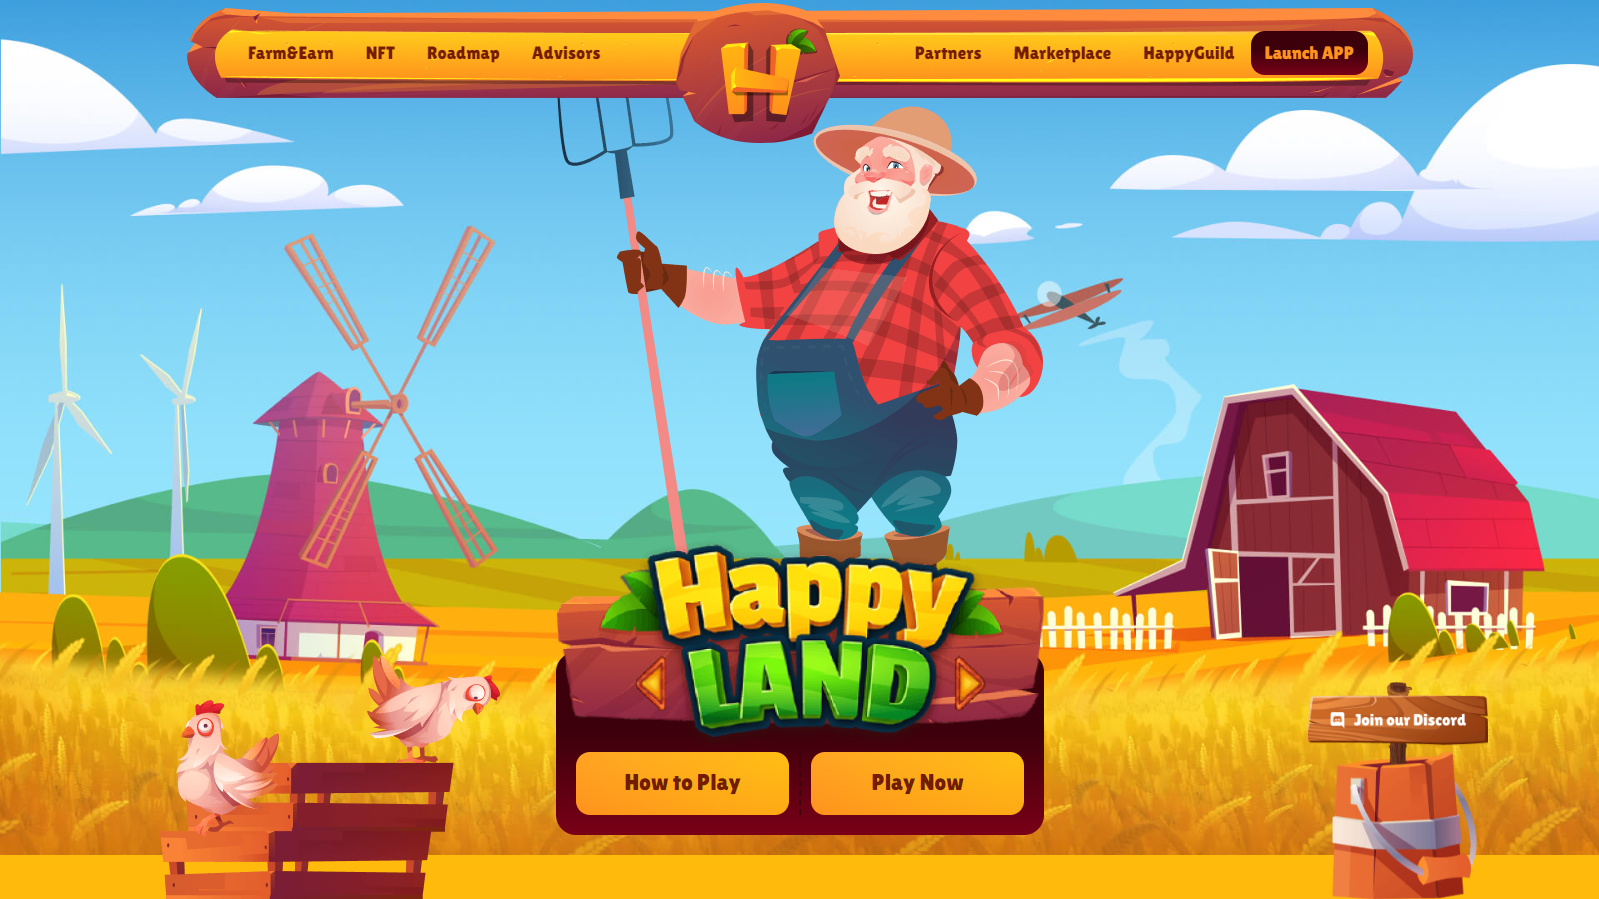 Farm&Earn NFT Roadmap Advisors H Partners Marketplace HappyGuild Launch APP
Happy
LAND
Join our Discord
How to Play Play Now